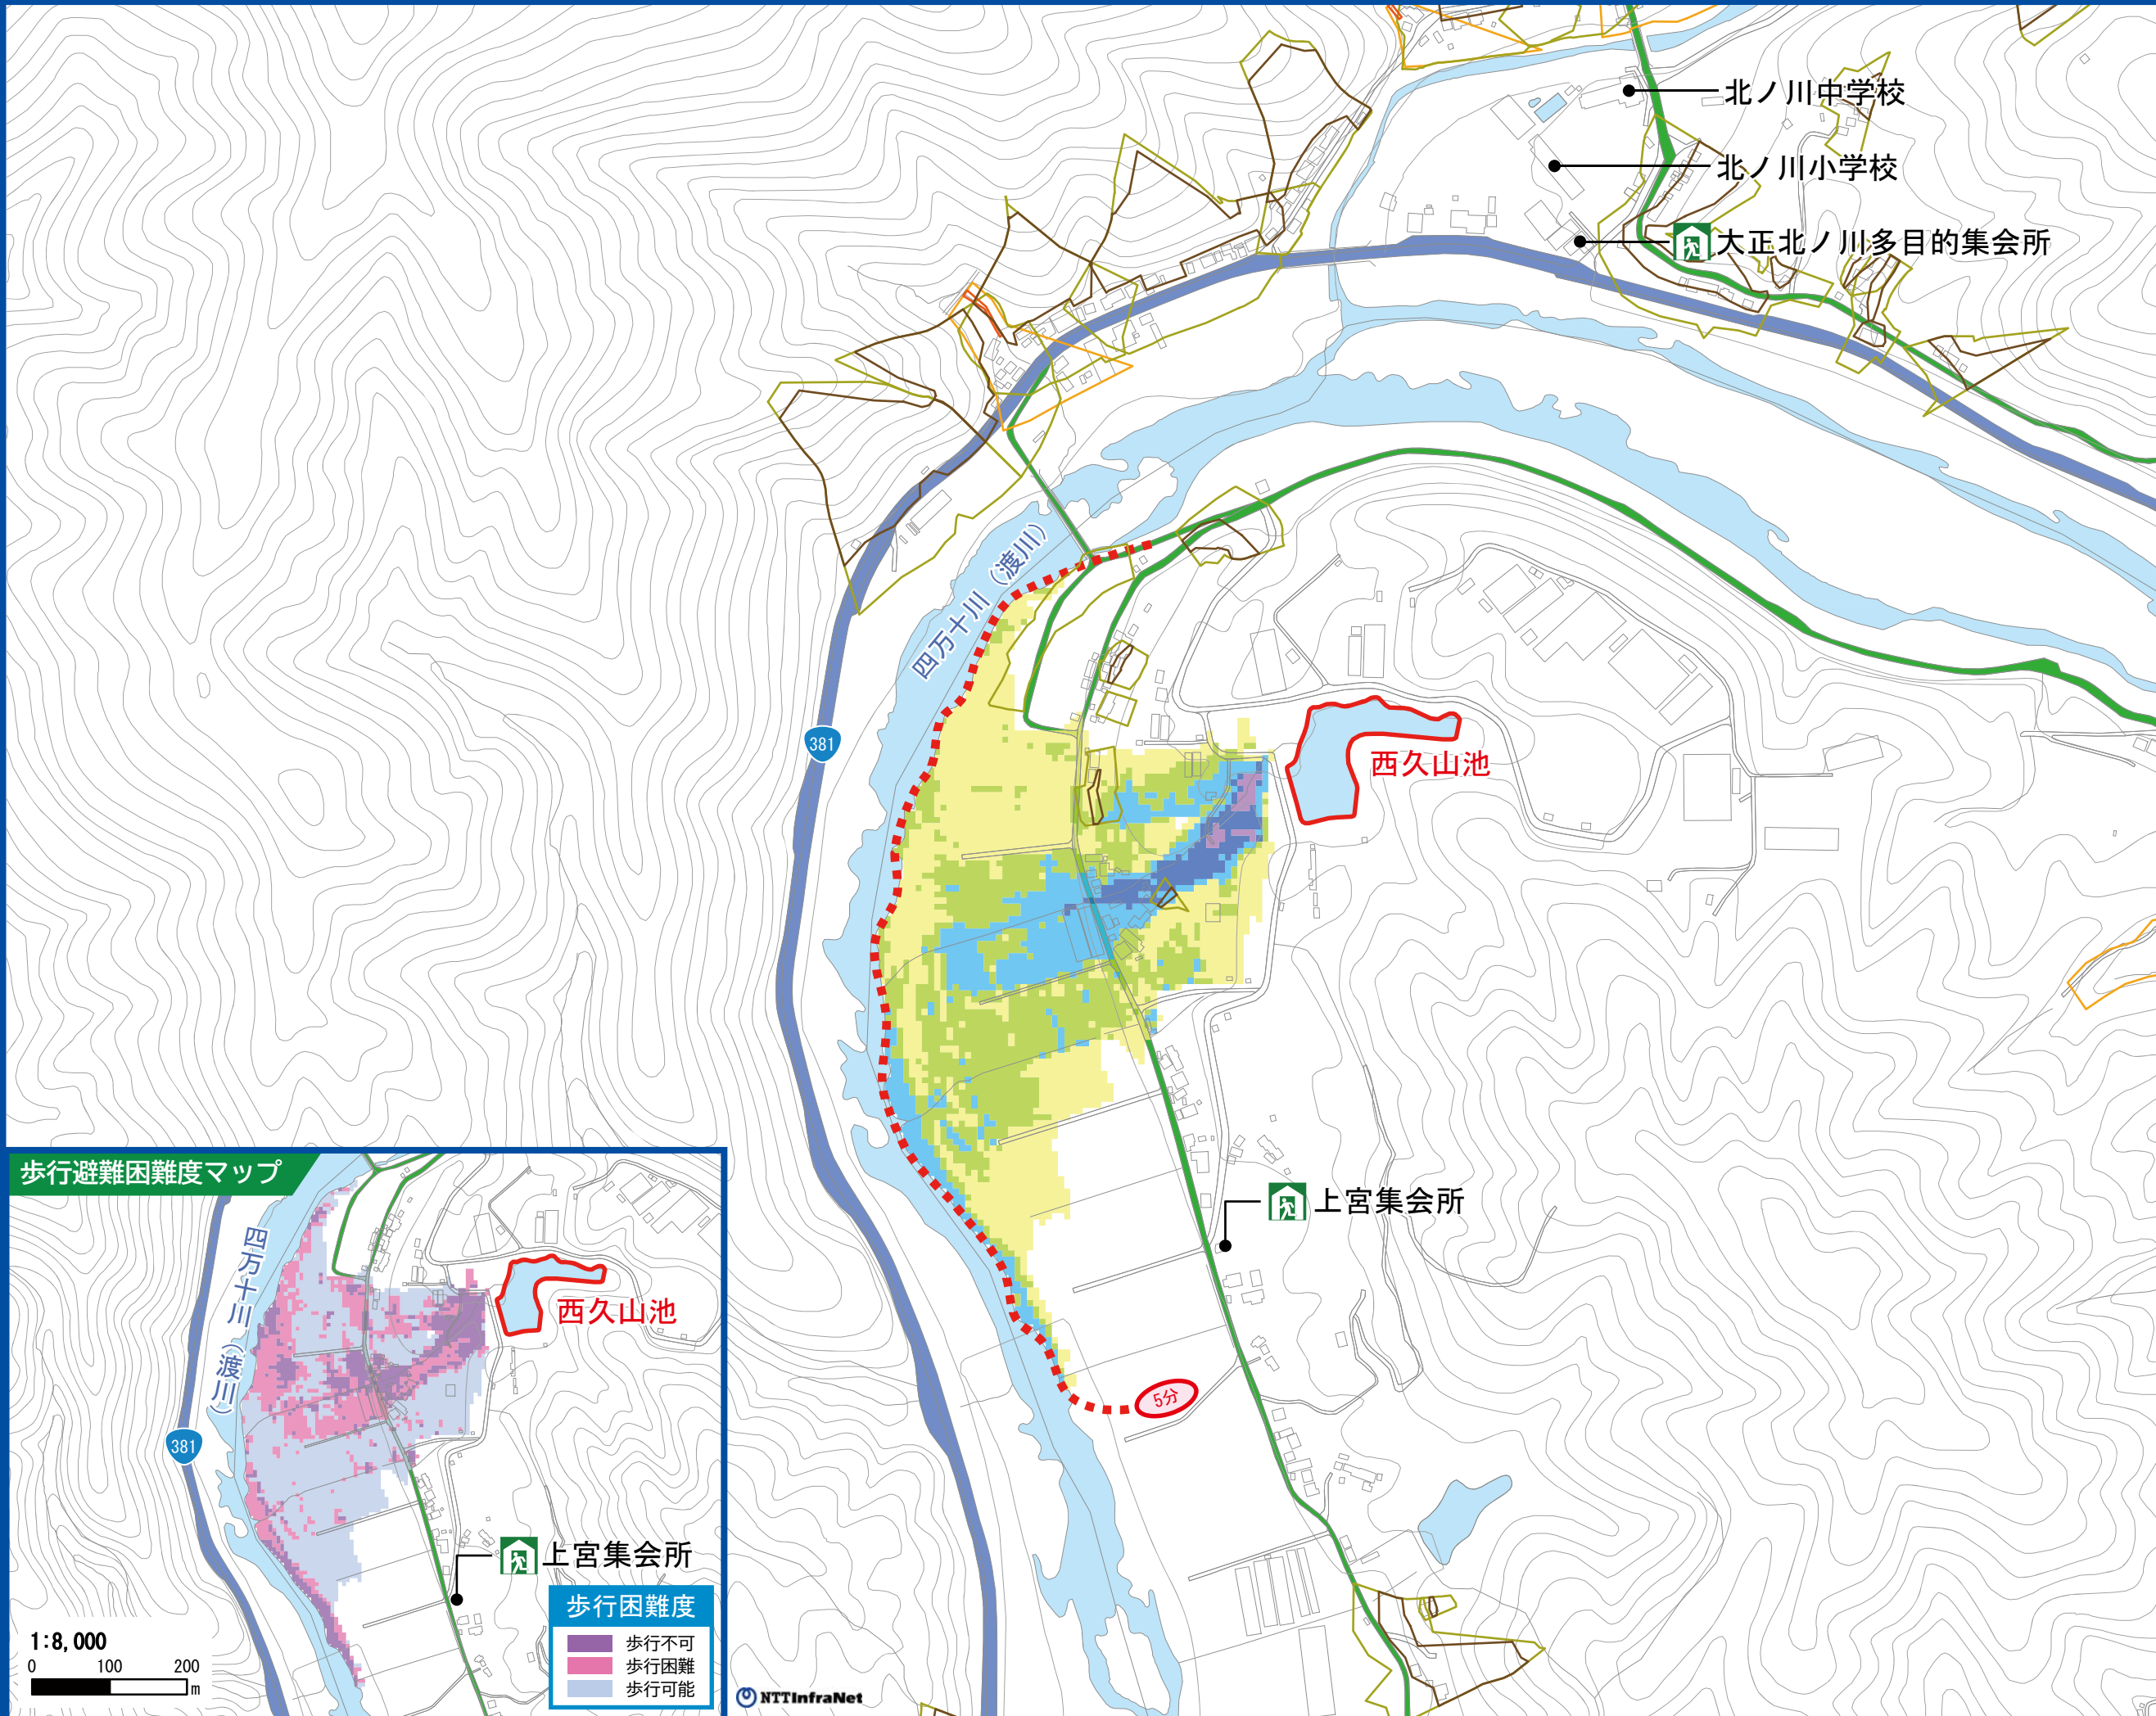 北ノ川中学校
北ノ川小学校
大正北ノ川多目的集会所
四万十川（渡川）
381
西久山池
上宮集会所
5分
歩行避難困難度マップ
四万十川（渡川）
西久山池
381
上宮集会所
歩行困難度
歩行不可
歩行困難
歩行可能
1:8,000
0 100 200
m
NTTInfraNet